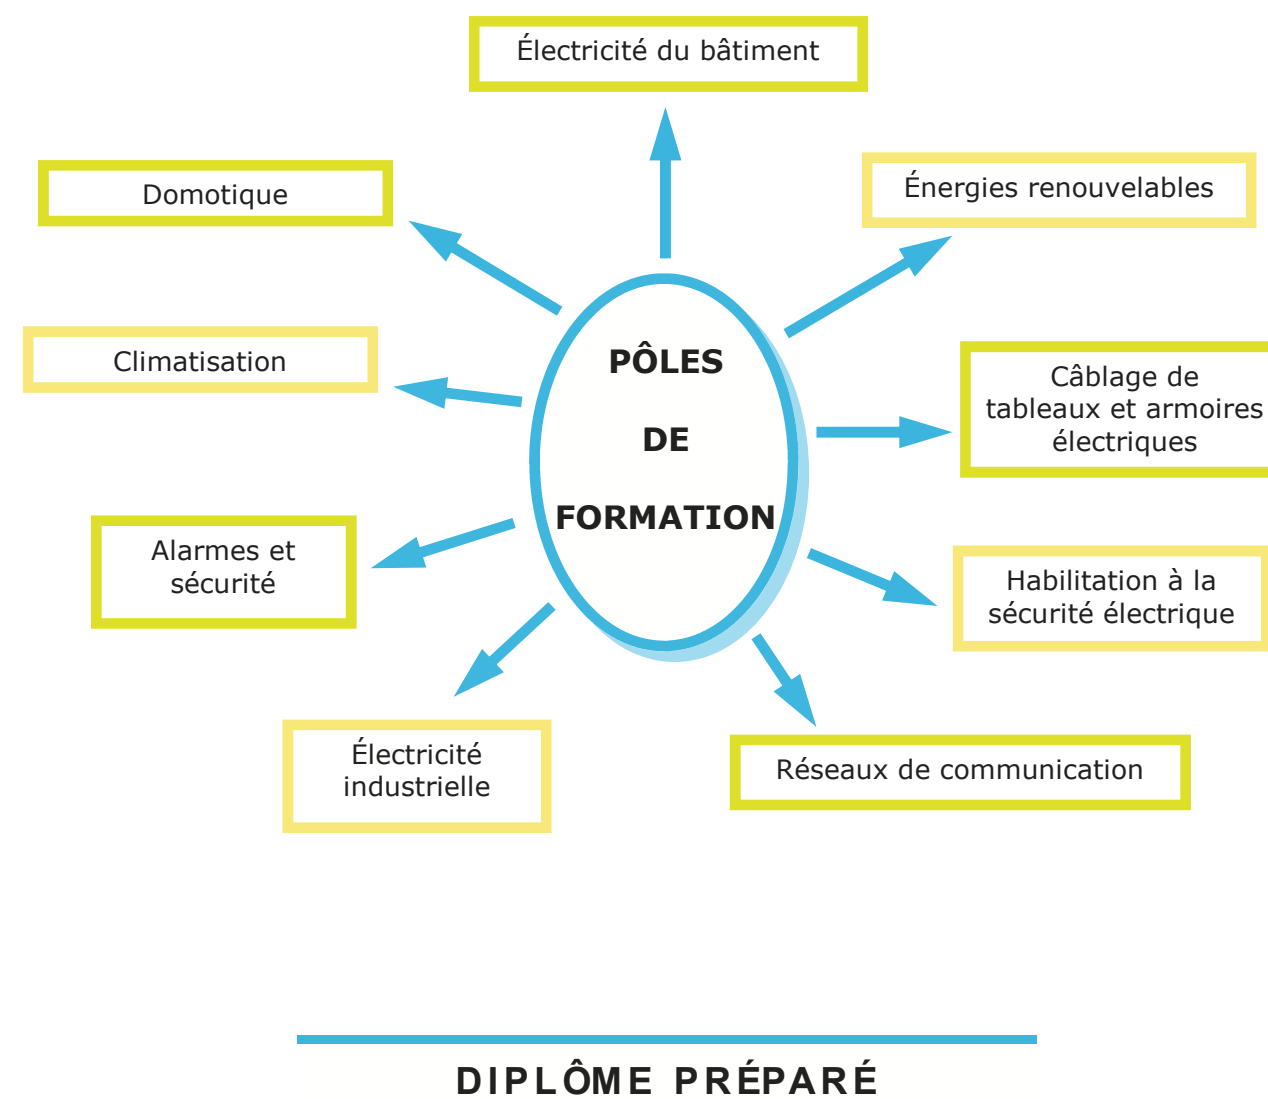 Électricité du bâtiment
Domotique
Énergies renouvelables
Climatisation
PÔLES
DE
FORMATION
Câblage de
tableaux et armoires
électriques
Alarmes et
sécurité
Habilitation à la
sécurité électrique
Électricité
industrielle
Réseaux de communication
DIPLÔME PRÉPARÉ